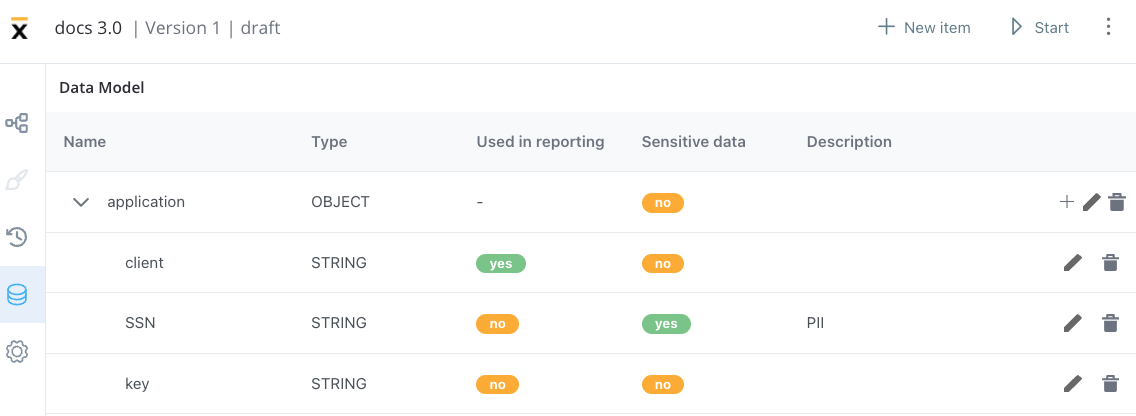 docs 3.0 | Version 1 | draft New item Start
Data Model
Name Type Used in reporting Sensitive data Description
application OBJECT - no
client STRING yes no
SSN STRING no yes PII
key STRING no no